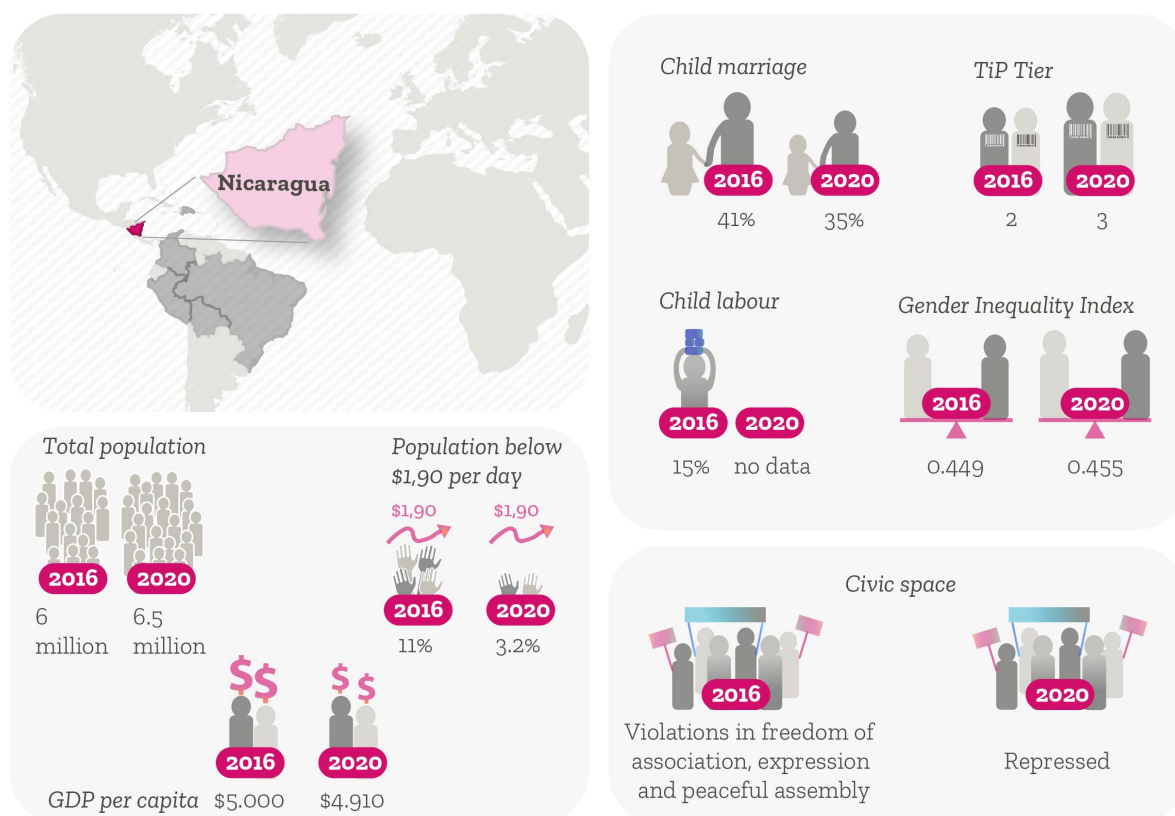 Nicaragua
Total population
2016
2020
6
million
6.5
million
Population below
$1,90 per day
$1,90
$1,90
2016
2020
11%
3.2%
$$
$$
2016
2020
GDP per capita
$5.000
$4.910
Child marriage
2016
2020
41%
35%
TiP Tier
2016
2020
2
3
Child labour
2016
2020
15%
no data
Gender Inequality Index
2016
2020
0.449
0.455
Civic space
2016
2020
Violations in freedom of
association, expression
and peaceful assembly
Repressed